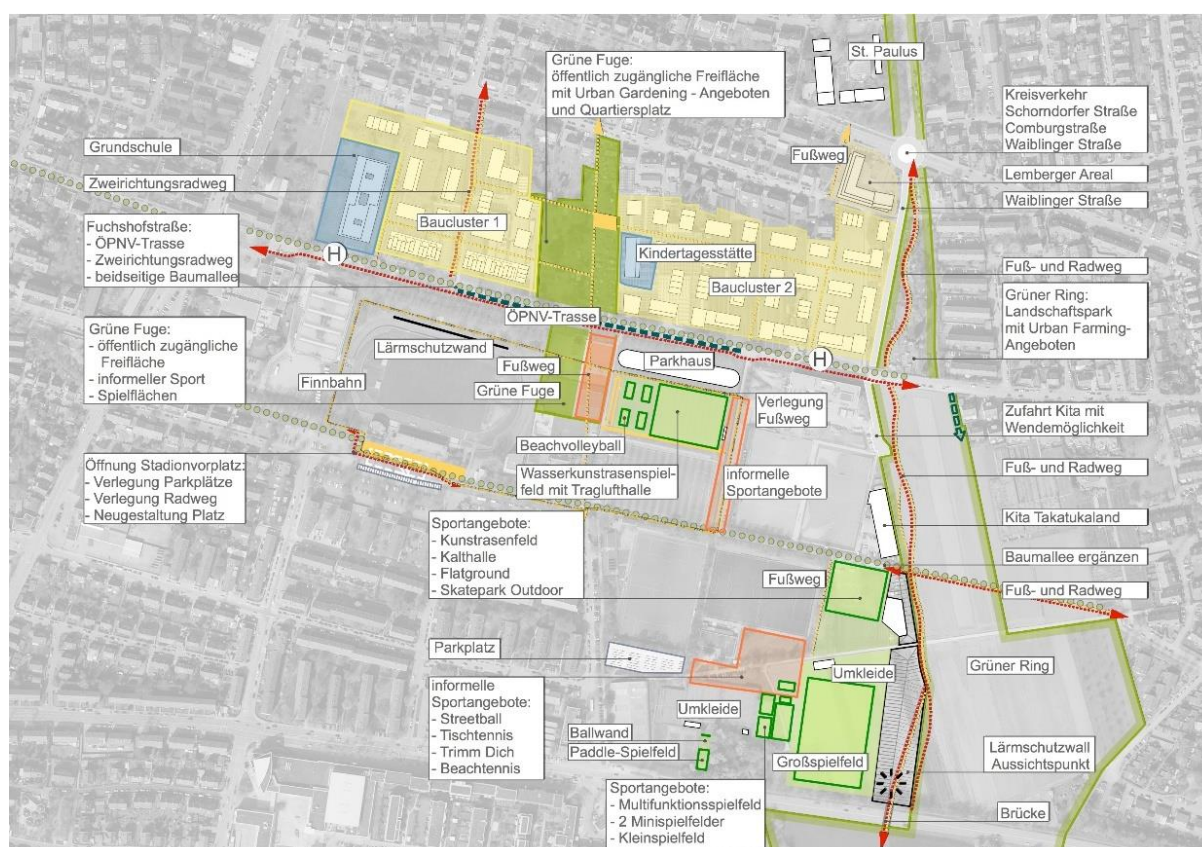 St. Paulus
Grüne Fuge:
öffentlich zugängliche Freifläche
mit Urban Gardening - Angeboten
und Quartiersplatz
Kreisverkehr
Schorndorfer Straße
Comburgstraße
Waiblinger Straße
Grundschule
Fußweg
Lemberger Areal
Zweirichtungsradweg
Waiblinger Straße
Fuchshofstraße:
- ÖPNV-Trasse
- Zweirichtungsradweg
- beidseitige Baumallee
Baucluster 1
H
Kindertagesstätte
Baucluster 2
Fuß- und Radweg
Grüner Ring:
Landschaftspark
mit Urban Farming-
Angeboten
ÖPNV-Trasse
Grüne Fuge:
- öffentlich zugängliche
Freifläche
- informeller Sport
- Spielflächen
Lärmschutzwand
Fußweg
Parkhaus
H
Finnbahn
Grüne Fuge
Verlegung
Fußweg
Zufahrt Kita mit
Wendemöglichkeit
Beachvolleyball
Öffnung Stadionvorplatz:
- Verlegung Parkplätze
- Verlegung Radweg
- Neugestaltung Platz
Wasserkunstrasenspiel-
feld mit Traglufthalle
informelle
Sportangebote
Fuß- und Radweg
Kita Takatukaland
Sportangebote:
- Kunstrasenfeld
- Kalthalle
- Flatground
- Skatepark Outdoor
Baumallee ergänzen
Fußweg
Fuß- und Radweg
Parkplatz
Umkleide
Grüner Ring
informelle
Sportangebote:
- Streetball
- Tischtennis
- Trimm Dich
- Beachtennis
Umkleide
Ballwand
Paddle-Spielfeld
Großspielfeld
Lärmschutzwall
Aussichtspunkt
Sportangebote:
- Multifunktionsspielfeld
- 2 Minispielfelder
- Kleinspielfeld
Brücke